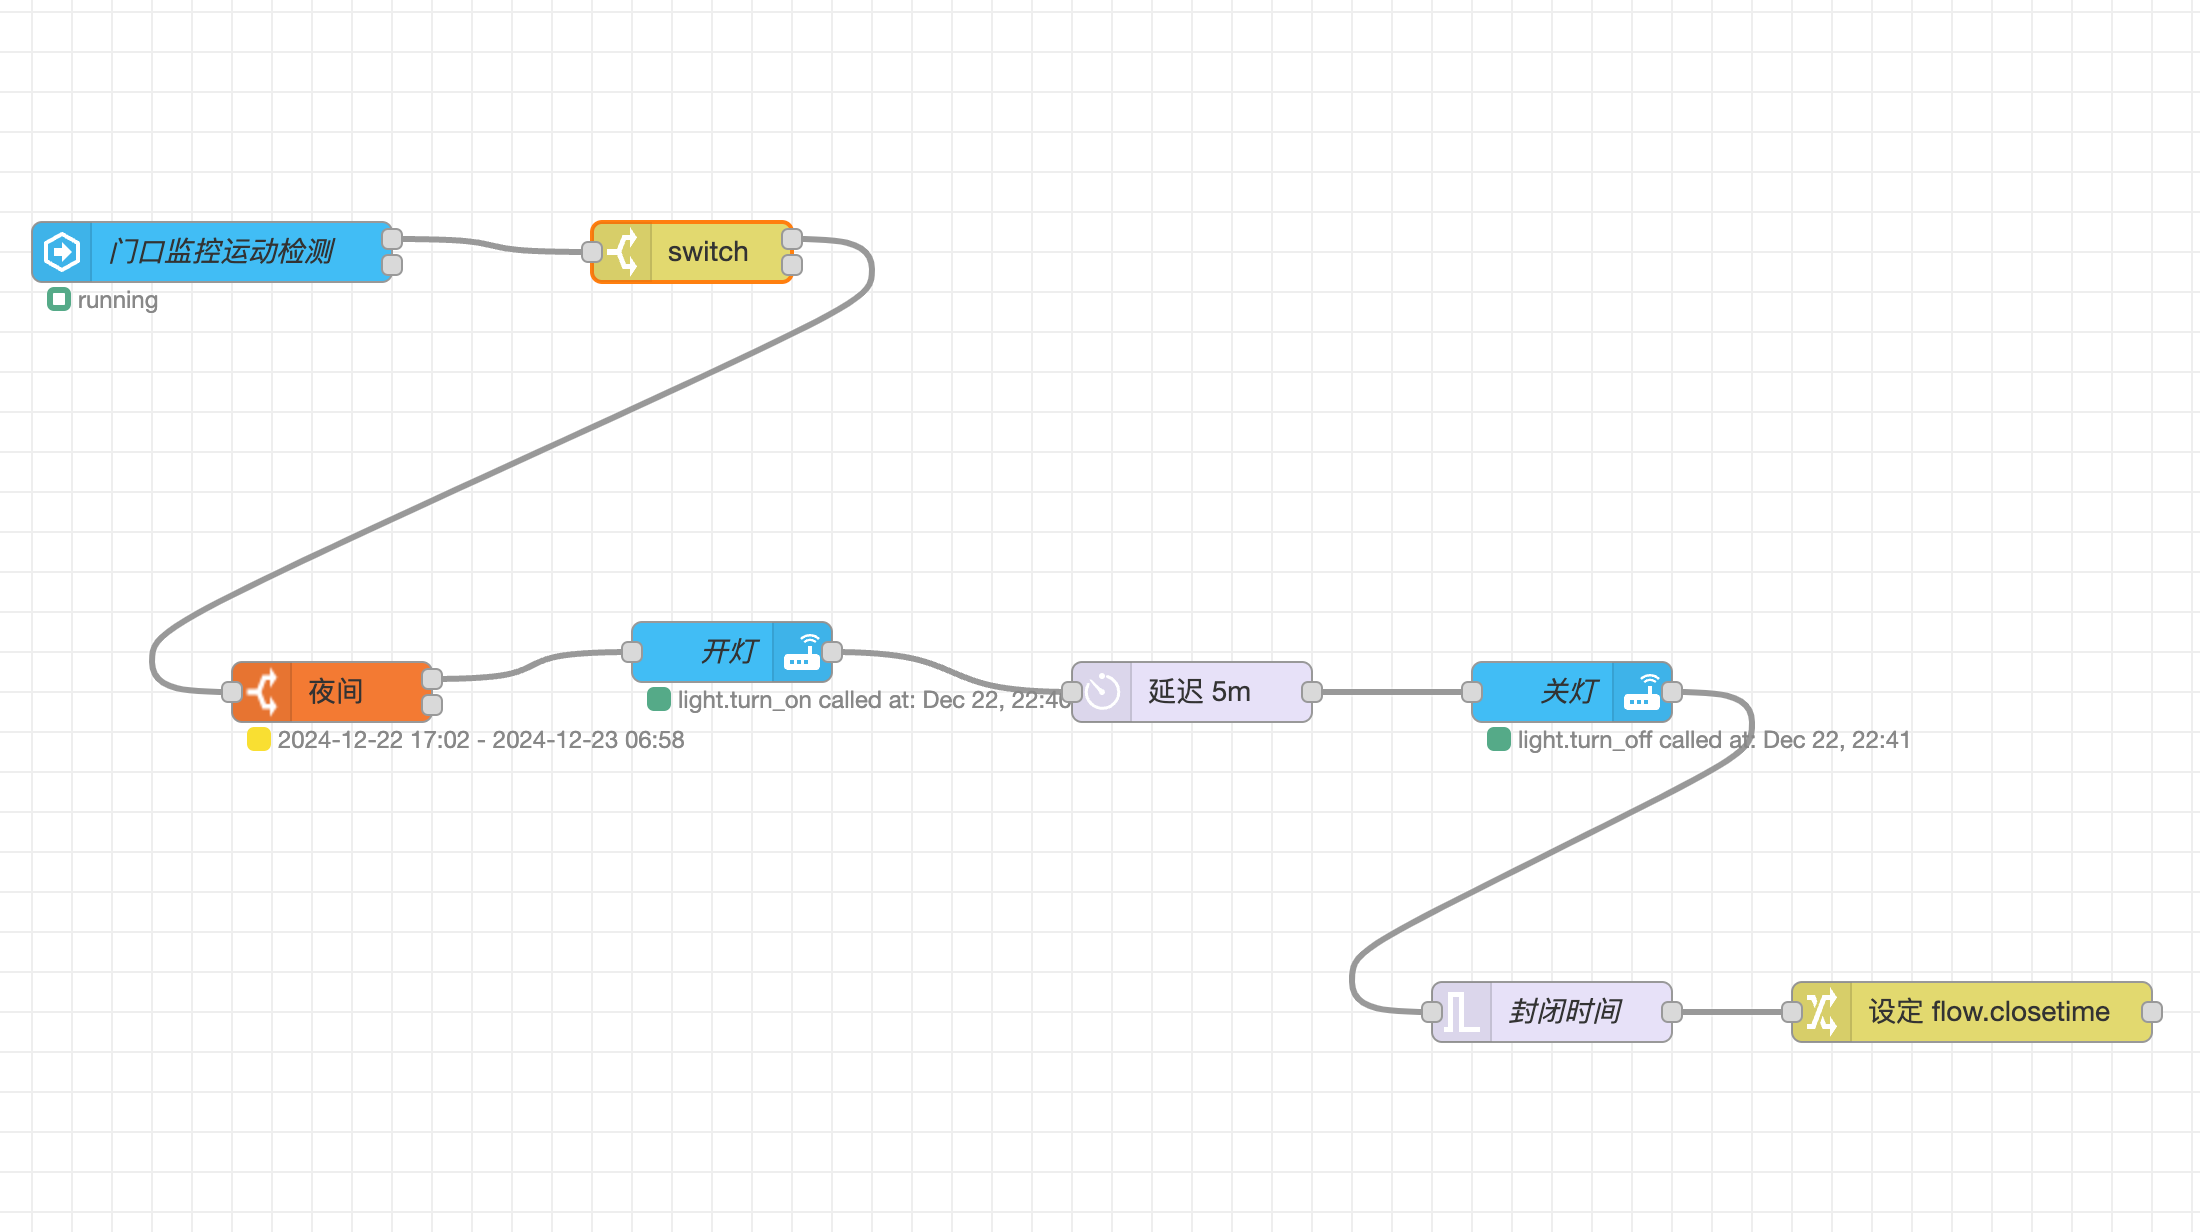 门口监控运动检测
switch
running
夜间
2024-12-22 17:02 - 2024-12-23 06:58
开灯
light.turn_on called at: Dec 22, 22:40
延迟 5m
关灯
light.turn_off called at: Dec 22, 22:41
封闭时间
设定 flow.closetime